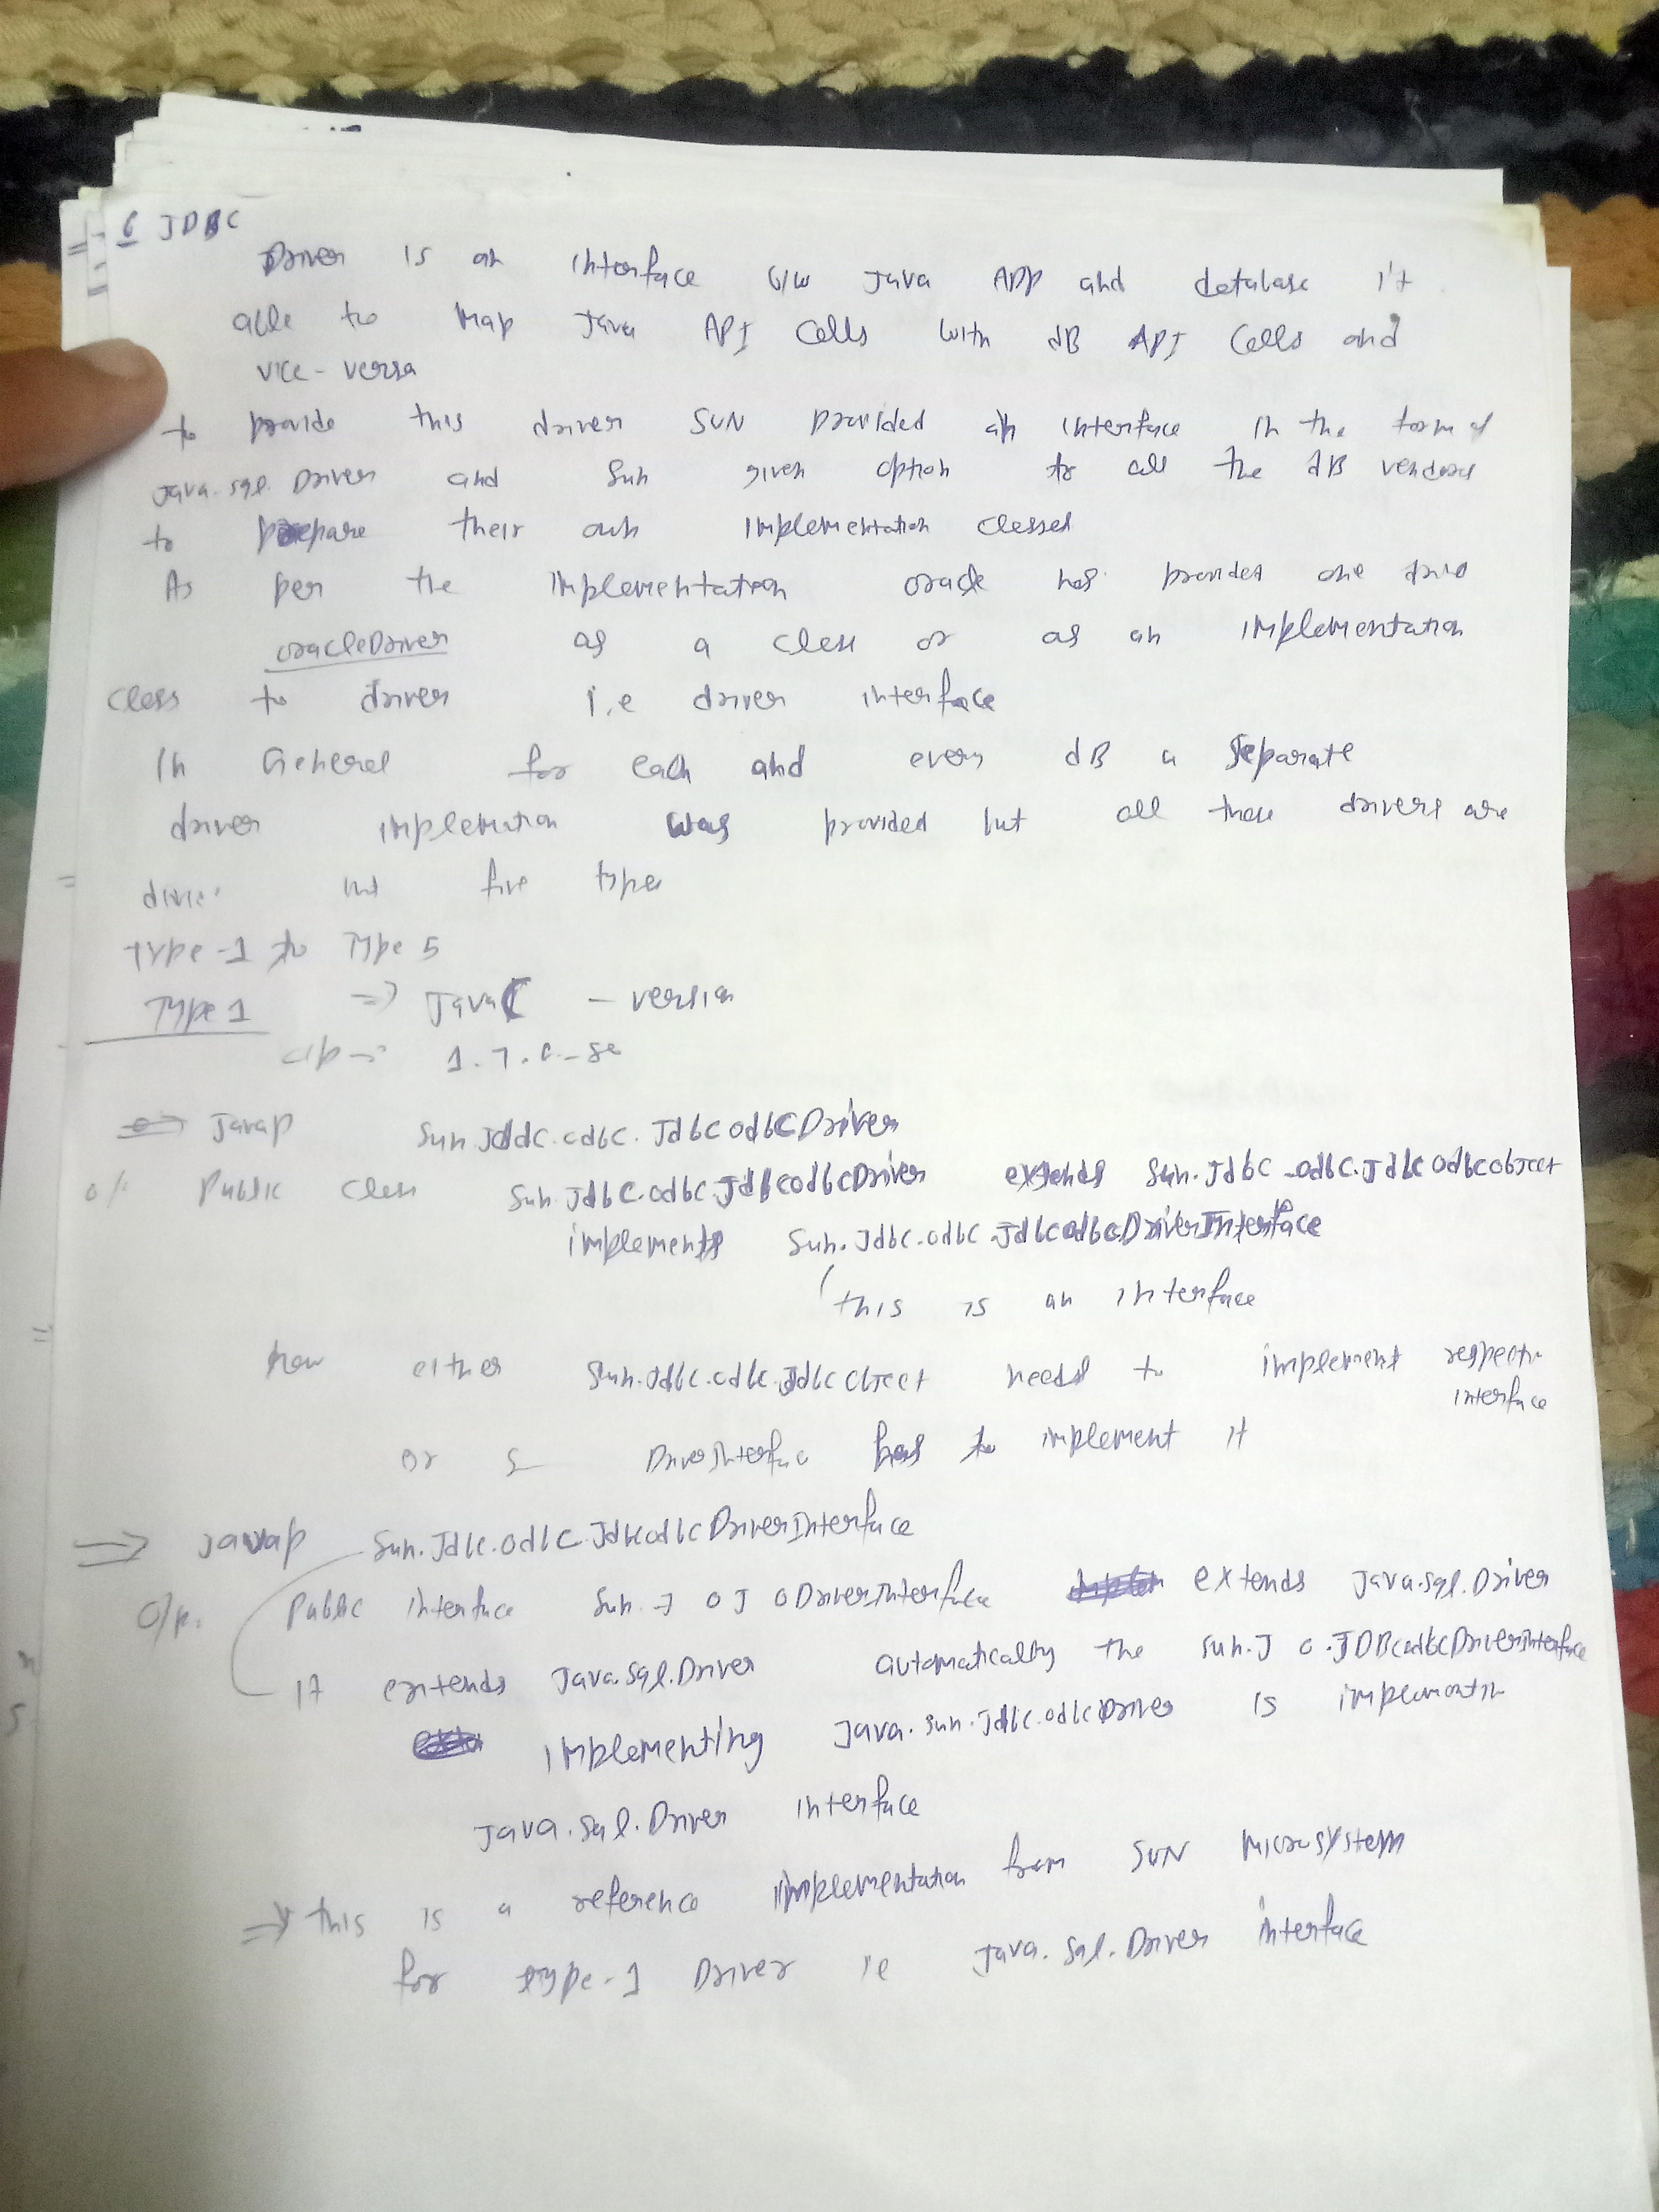 6 JDBC
Driver is an interface b/w Java App and database it
able to map Java API calls with dB API calls and
vice-versa
to provide this driver SUN provided an interface in the form of
Java.sql.Driver and Sun given option to all the dB vendors
to prepare their own implementation classes
As per the implementation oracle has provided one
oracleDriver as a class or as an implementation
class to driver i.e driver interface
In General for each and every dB a separate
driver implemetation was provided but all these drivers are
five types
Type-1 to Type 5
Type 1 => Java - version
1.7.
=> Javap Sun.Jdbc.odbc.JdbcodbcDriver
Public class Sun.Jdbc.odbc.JdbcodbcDriver extends Sun.Jdbc.odbc.Jdbcodbcobject
implements Sun.Jdbc.odbc.JdbcodbcDriverInterface
this is an interface
now either Sun.Jdbc.odbc.Jdbcobject needs to implement respective
interface
or DriverInterface has to implement it
=> Javap Sun.Jdbc.odbc.JdbcodbcDriverInterface
O/p. Public interface Sun.J O J ODriverInterface extends Java.sql.Driver
It extends Java.sql.Driver automatically the Sun.J o.JDBcodbcDriverinterface
implementing Java.sun.Jdbc.odbcDriver is
Java.sql.Driver interface
=> this is a reference implementation from SUN Microsystem
for type-1 Driver ie Java.sql.Driver interface